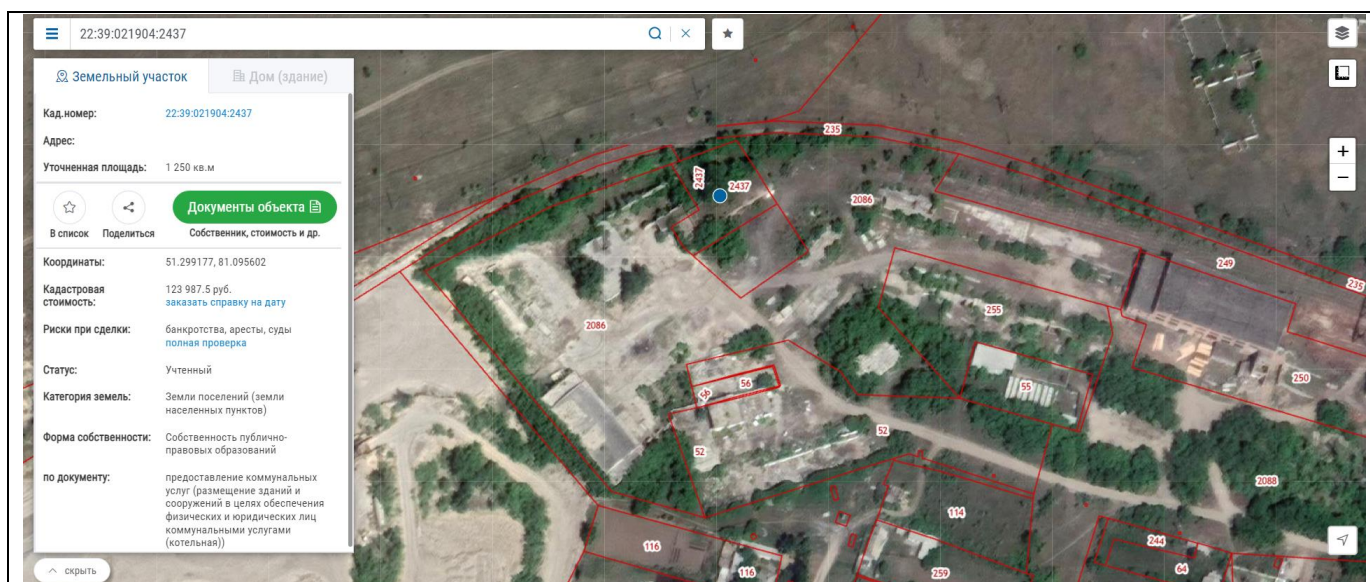 22:39:021904:2437
Земельный участок
Дом (здание)
Кад.номер: 22:39:021904:2437
Адрес:
Уточненная площадь: 1 250 кв.м
Документы объекта
В список Поделиться Собственник, стоимость и др.
Координаты: 51.299177, 81.095602
Кадастровая 123 987.5 руб.
стоимость: заказать справку на дату
Риски при сделки: банкротства, аресты, суды
полная проверка
Статус: Учтенный
Категория земель: Земли поселений (земли
населенных пунктов)
Форма собственности: Собственность публично-
правовых образований
по документу: предоставление коммунальных
услуг (размещение зданий и
сооружений в целях обеспечения
физических и юридических лиц
коммунальными услугами
(котельная))
скрыть
235
2437
2437
2086
249
235
255
2086
250
56
56
55
52
52
2088
114
116
244
64
116
259
+
−